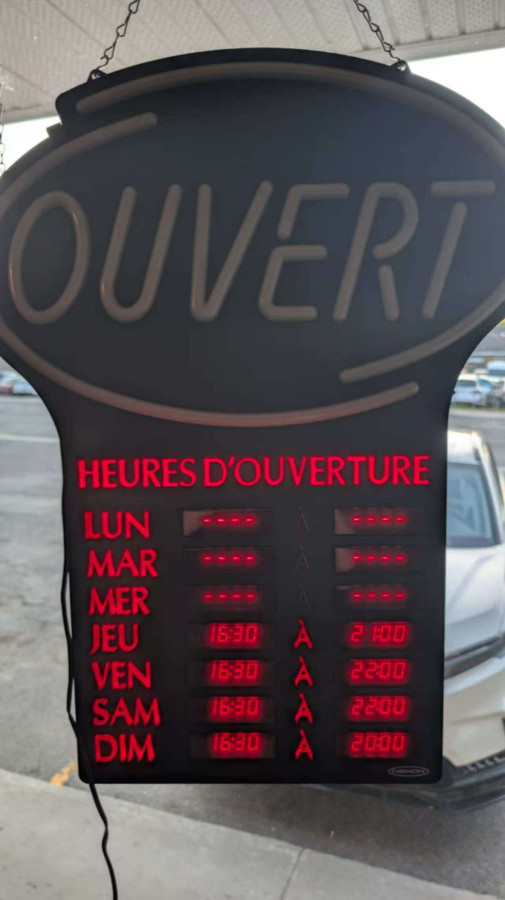 OUVERT
HEURES D'OUVERTURE
LUN ---- À ----
MAR ---- À ----
MER ---- À ----
JEU 16:30 À 21:00
VEN 16:30 À 22:00
SAM 16:30 À 22:00
DIM 16:30 À 20:00
NEXON